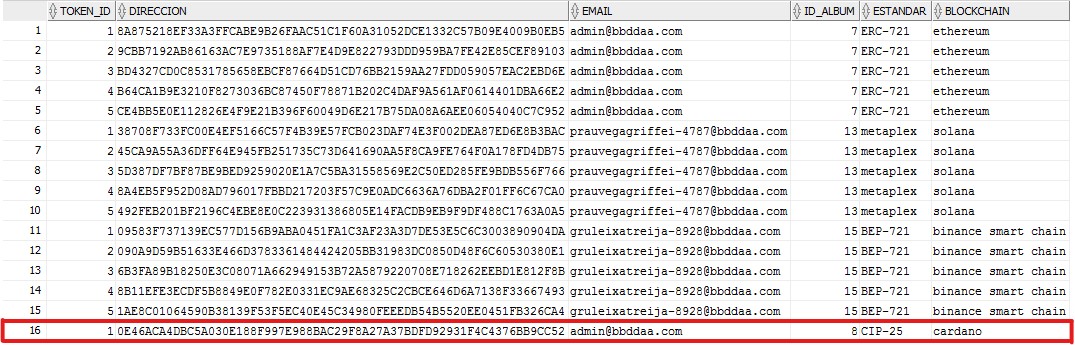 TOKEN_ID DIRECCION EMAIL ID_ALBUM ESTANDAR BLOCKCHAIN
1 1 8A875218EF33A3FFCABE9B26FAAC51C1F60A31052DCE1332C57B09E4009B0EB5 admin@bbddaa.com 7 ERC-721 ethereum
2 2 9CBB7192AB86163AC7E9735188AF7E4D9E822793DDD959BA7FE42E85CEF89103 admin@bbddaa.com 7 ERC-721 ethereum
3 3 BD4327CD0C8531785658EBCF87664D51CD76BB2159AA27FDD059057EAC2EBD6E admin@bbddaa.com 7 ERC-721 ethereum
4 4 B64CA1B9E3210F8273036BC87450F78871B202C4DAF9A561AF0614401DBA66E2 admin@bbddaa.com 7 ERC-721 ethereum
5 5 CE4BB5E0E112826E4F9E21B396F60049D6E217B75DA08A6AEE06054040C7C952 admin@bbddaa.com 7 ERC-721 ethereum
6 1 38708F733FC00E4EF5166C57F4B39E57FCB023DAF74E3F002DEA87ED6E8B3BAC prauvegagriffei-4787@bbddaa.com 13 metaplex solana
7 2 45CA9A55A36DFF64E945FB251735C73D641690AA5F8CA9FE764F0A178FD4DB75 prauvegagriffei-4787@bbddaa.com 13 metaplex solana
8 3 5D387DF7BF87BE9BED9259020E1A7C5BA31558569E2C50ED285FE9BDB556F766 prauvegagriffei-4787@bbddaa.com 13 metaplex solana
9 4 8A4EB5F952D08AD796017FBBD217203F57C9E0ADC6636A76DBA2F01FF6C67CA0 prauvegagriffei-4787@bbddaa.com 13 metaplex solana
10 5 492FEB201BF2196C4EBE8E0C223931386805E14FACDB9EB9F9DF488C1763A0A5 prauvegagriffei-4787@bbddaa.com 13 metaplex solana
11 1 09583F737139EC577D156B9ABA0451FA1C3AF23A3D7DE53E5C6C3003890904DA gruleixatreija-8928@bbddaa.com 15 BEP-721 binance smart chain
12 2 090A9D59B51633E466D3783361484424205BB31983DC0850D48F6C60530380E1 gruleixatreija-8928@bbddaa.com 15 BEP-721 binance smart chain
13 3 6B3FA89B18250E3C08071A662949153B72A5879220708E718262EEBD1E812F8B gruleixatreija-8928@bbddaa.com 15 BEP-721 binance smart chain
14 4 8B11EFE3ECDF5B8849E0F782E0331EC9AE68325C2CBCE646D6A7138F33667493 gruleixatreija-8928@bbddaa.com 15 BEP-721 binance smart chain
15 5 1AE8C01064590B38139F53F5EC40E45C34980FEEEDB54B5520EE0451FB326CA4 gruleixatreija-8928@bbddaa.com 15 BEP-721 binance smart chain
16 1 0E46ACA4DBC5A030E188F997E988BAC29F8A27A37BDFD92931F4C4376BB9CC52 admin@bbddaa.com 8 CIP-25 cardano